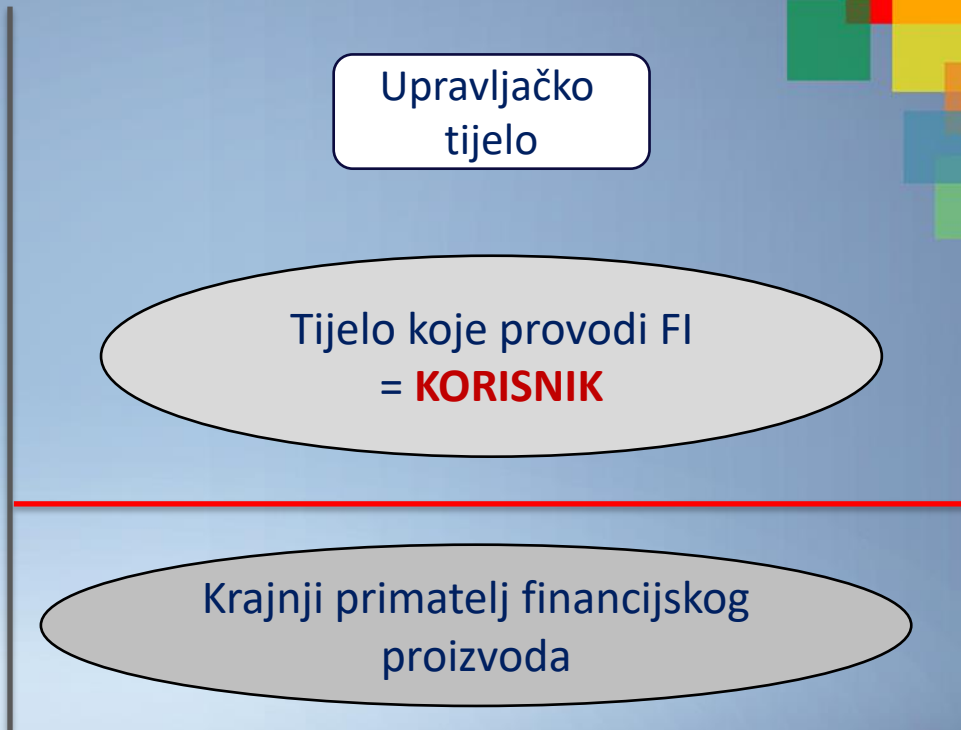 Upravljačko
tijelo
Tijelo koje provodi FI
= KORISNIK
Krajnji primatelj financijskog
proizvoda